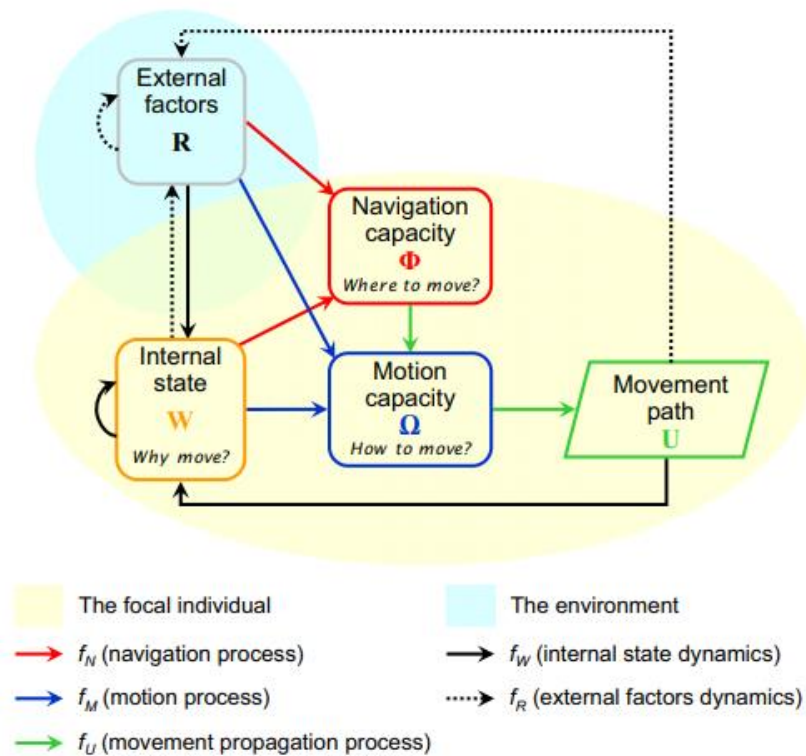 External
factors
R
Navigation
capacity
Φ
Where to move?
Internal
state
W
Why move?
Motion
capacity
Ω
How to move?
Movement
path
U
The focal individual
The environment
f_N (navigation process)
f_W (internal state dynamics)
f_M (motion process)
f_R (external factors dynamics)
f_U (movement propagation process)